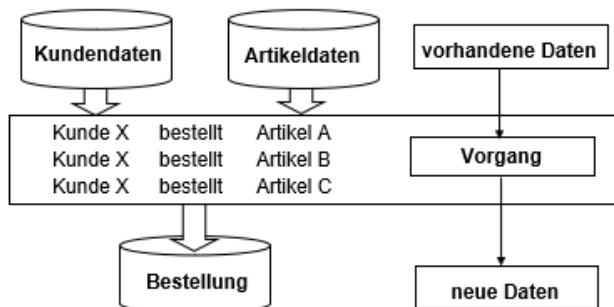 Kundendaten
Artikeldaten
vorhandene Daten
Kunde X bestellt Artikel A
Kunde X bestellt Artikel B
Kunde X bestellt Artikel C
Vorgang
Bestellung
neue Daten